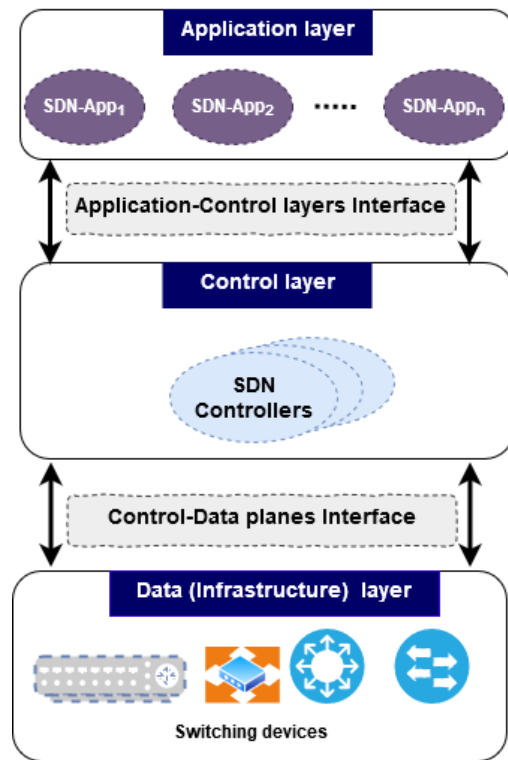 Application layer
SDN-App1 SDN-App2 ..... SDN-Appn
Application-Control layers Interface
Control layer
SDN
Controllers
Control-Data planes Interface
Data (Infrastructure) layer
Switching devices